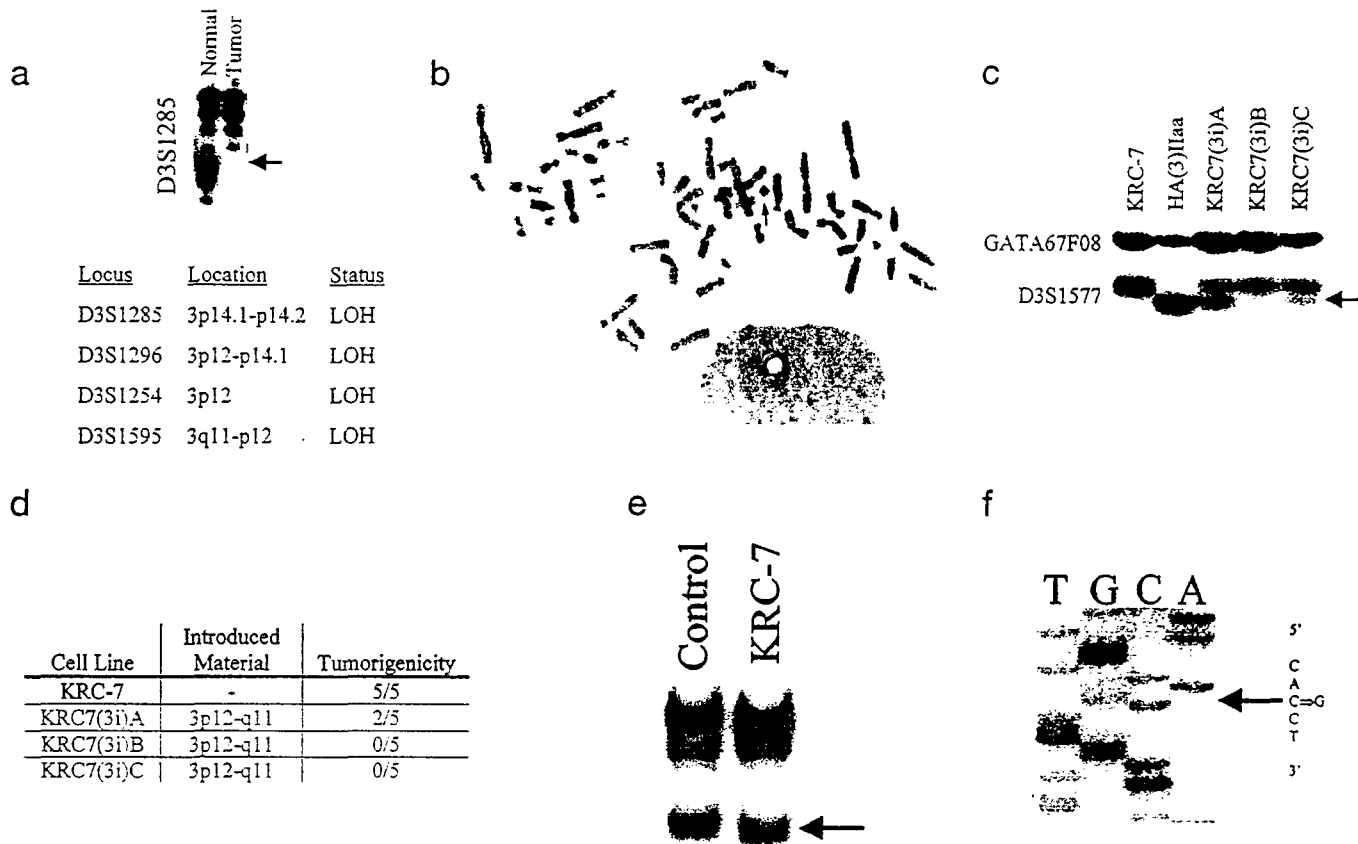 a
Normal
Tumor
D3S1285
Locus Location Status
D3S1285 3p14.1-p14.2 LOH
D3S1296 3p12-p14.1 LOH
D3S1254 3p12 LOH
D3S1595 3q11-p12 LOH
b
c
KRC-7
HA(3)IIaa
KRC7(3i)A
KRC7(3i)B
KRC7(3i)C
GATA67F08
D3S1577
d
Cell Line Introduced Material Tumorigenicity
KRC-7 - 5/5
KRC7(3i)A 3p12-q11 2/5
KRC7(3i)B 3p12-q11 0/5
KRC7(3i)C 3p12-q11 0/5
e
Control
KRC-7
f
T G C A
5'
C
A
C⇒G
C
T
3'